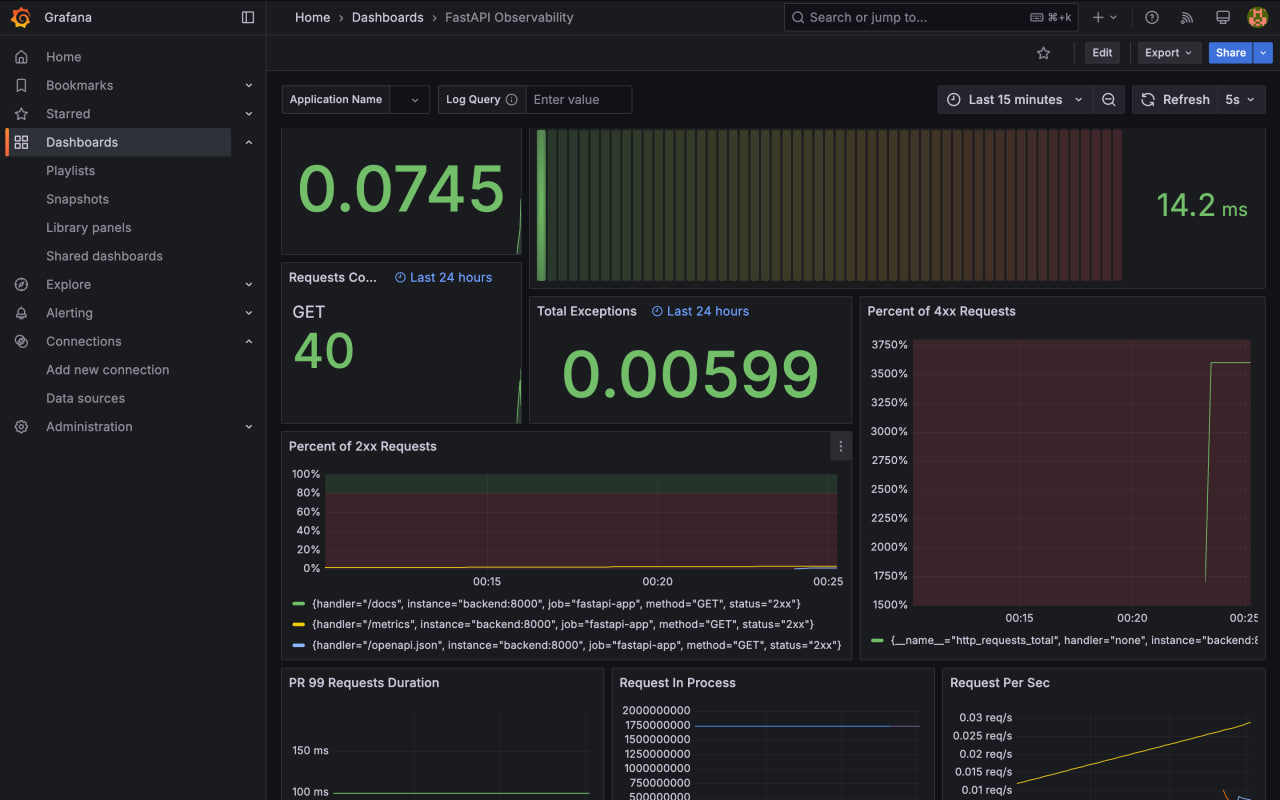 Grafana
Home › Dashboards › FastAPI Observability
Search or jump to...
⌘+k
Edit
Export
Share
Home
Bookmarks
Starred
Dashboards
Playlists
Snapshots
Library panels
Shared dashboards
Explore
Alerting
Connections
Add new connection
Data sources
Administration
Application Name
Log Query
Enter value
Last 15 minutes
Refresh
5s
0.0745
14.2 ms
Requests Co...
Last 24 hours
GET
40
Total Exceptions
Last 24 hours
0.00599
Percent of 4xx Requests
3750%
3500%
3250%
3000%
2750%
2500%
2250%
2000%
1750%
1500%
00:15
00:20
00:25
{__name__="http_requests_total", handler="none", instance="backend:8
Percent of 2xx Requests
100%
80%
60%
40%
20%
0%
00:15
00:20
00:25
{handler="/docs", instance="backend:8000", job="fastapi-app", method="GET", status="2xx"}
{handler="/metrics", instance="backend:8000", job="fastapi-app", method="GET", status="2xx"}
{handler="/openapi.json", instance="backend:8000", job="fastapi-app", method="GET", status="2xx"}
PR 99 Requests Duration
150 ms
100 ms
Request In Process
2000000000
1750000000
1500000000
1250000000
1000000000
750000000
500000000
Request Per Sec
0.03 req/s
0.025 req/s
0.02 req/s
0.015 req/s
0.01 req/s